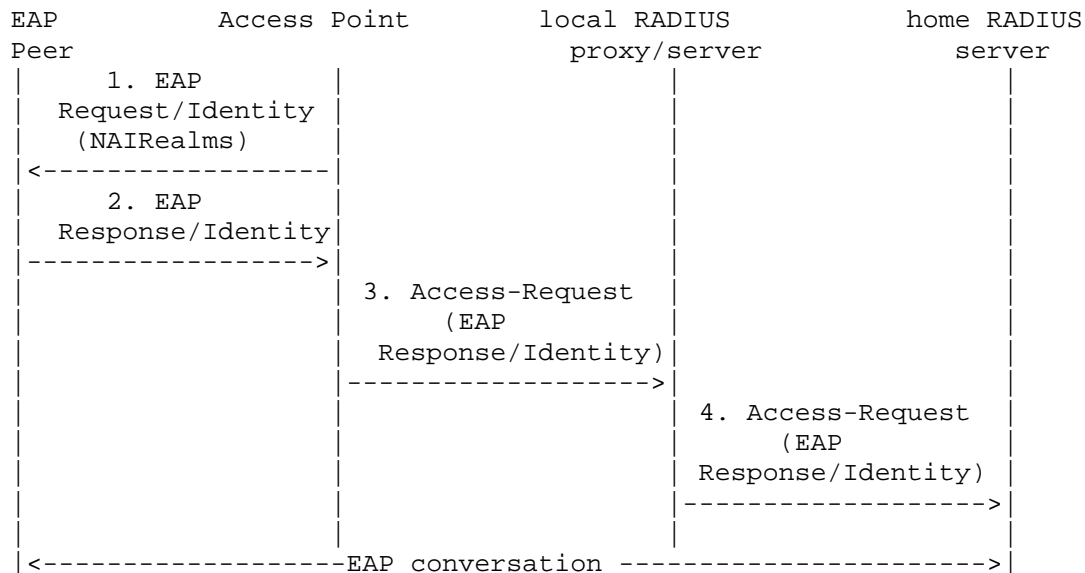 EAP Access Point local RADIUS home RADIUS
Peer proxy/server server
1. EAP
Request/Identity
(NAIRealms)
2. EAP
Response/Identity
3. Access-Request
(EAP
Response/Identity)
4. Access-Request
(EAP
Response/Identity)
EAP conversation